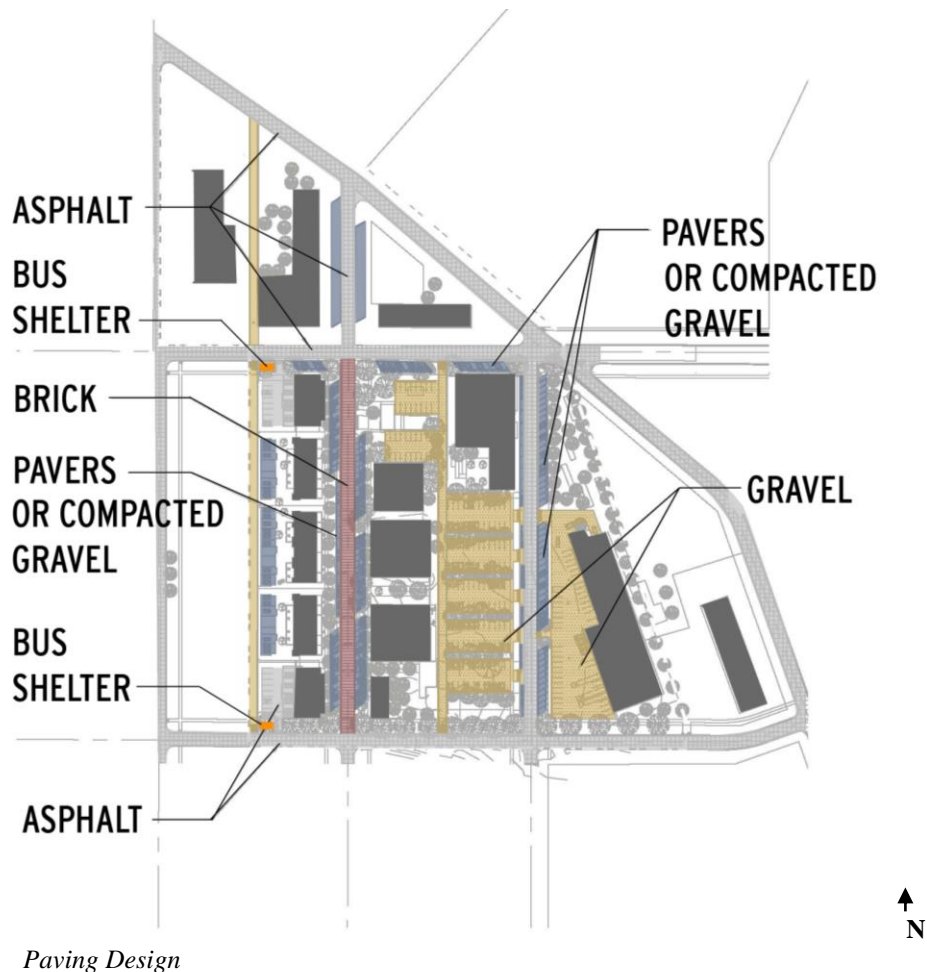 ASPHALT
BUS
SHELTER
BRICK
PAVERS
OR COMPACTED
GRAVEL
BUS
SHELTER
ASPHALT
PAVERS
OR COMPACTED
GRAVEL
GRAVEL
N
Paving Design